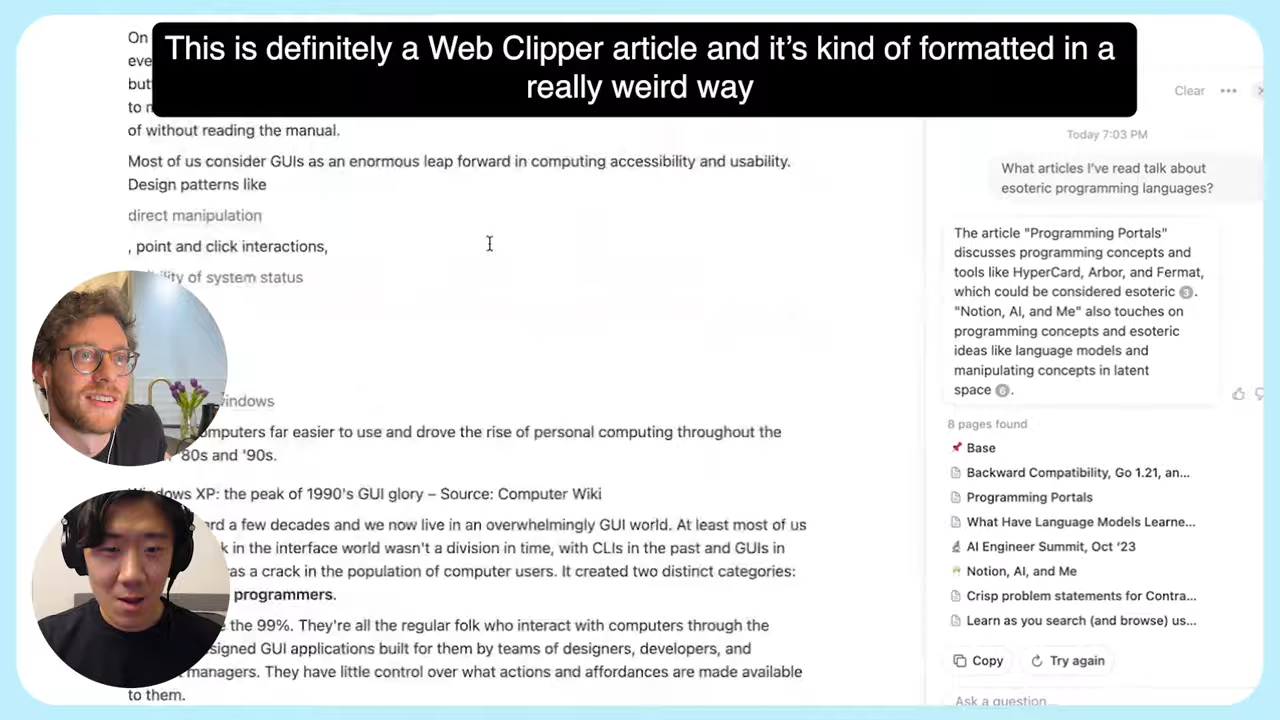 This is definitely a Web Clipper article and it’s kind of formatted in a
really weird way
On
of without reading the manual.
Most of us consider GUIs as an enormous leap forward in computing accessibility and usability.
Design patterns like
direct manipulation
, point and click interactions,
of system status
computers far easier to use and drove the rise of personal computing throughout the
'80s and '90s.
Windows XP: the peak of 1990's GUI glory – Source: Computer Wiki
a few decades and we now live in an overwhelmingly GUI world. At least most of us
in the interface world wasn't a division in time, with CLIs in the past and GUIs in
was a crack in the population of computer users. It created two distinct categories:
programmers.
the 99%. They're all the regular folk who interact with computers through the
GUI applications built for them by teams of designers, developers, and
managers. They have little control over what actions and affordances are made available
to them.
Clear
Today 7:03 PM
What articles I've read talk about
esoteric programming languages?
The article "Programming Portals"
discusses programming concepts and
tools like HyperCard, Arbor, and Fermat,
which could be considered esoteric 3.
"Notion, AI, and Me" also touches on
programming concepts and esoteric
ideas like language models and
manipulating concepts in latent
space 6.
8 pages found
Base
Backward Compatibility, Go 1.21, an...
Programming Portals
What Have Language Models Learne...
AI Engineer Summit, Oct ‘23
Notion, AI, and Me
Crisp problem statements for Contra...
Learn as you search (and browse) us...
Copy
Try again
Ask a question...